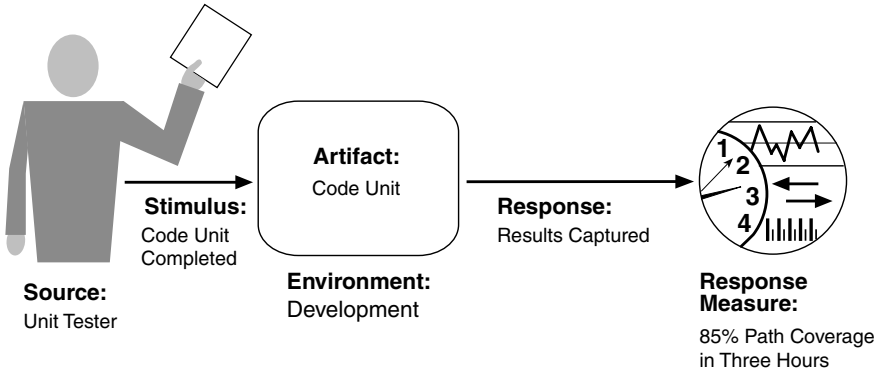 Source:
Unit Tester
Stimulus:
Code Unit
Completed
Artifact:
Code Unit
Environment:
Development
Response:
Results Captured
1
2
3
4
Response
Measure:
85% Path Coverage
in Three Hours